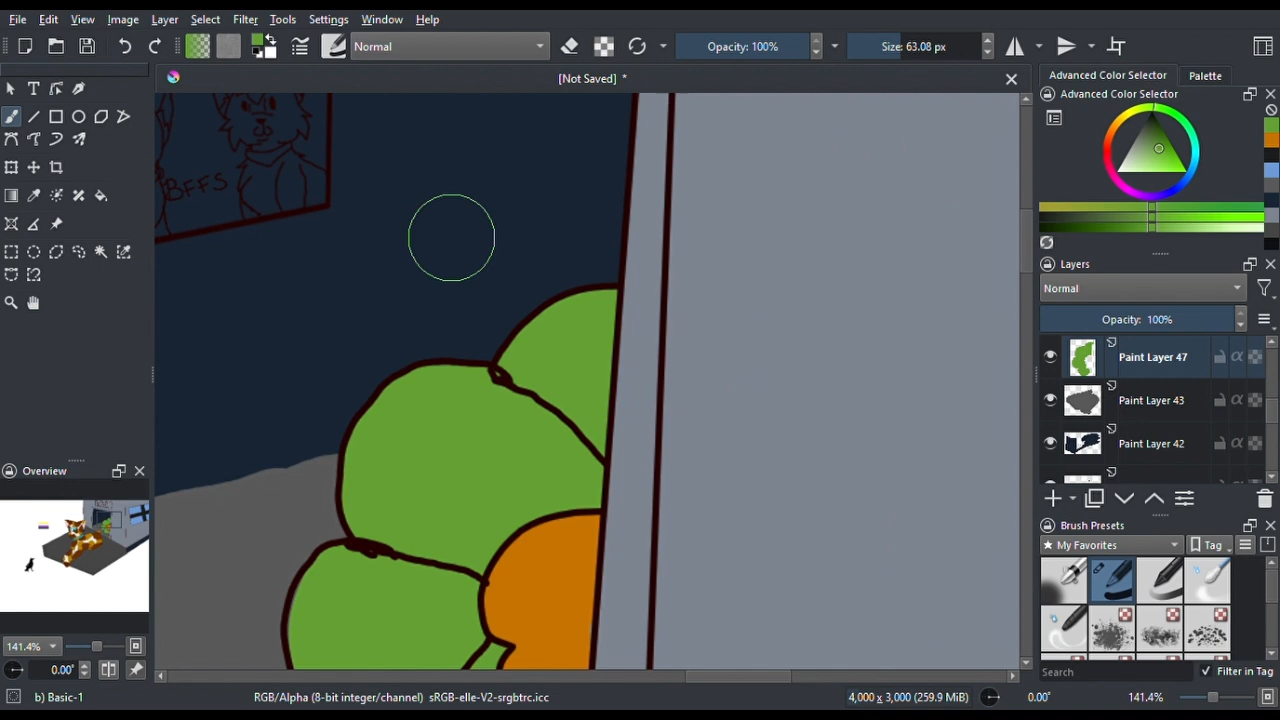 File Edit View Image Layer Select Filter Tools Settings Window Help
Normal Opacity: 100% Size: 63.08 px
[Not Saved] *
Advanced Color Selector Palette
Advanced Color Selector
BFFS
Layers
Normal
Opacity: 100%
Paint Layer 47
Paint Layer 43
Paint Layer 42
Overview
Brush Presets
My Favorites Tag
141.4% 0.00°
Search Filter in Tag
b) Basic-1 RGB/Alpha (8-bit integer/channel) sRGB-elle-V2-srgbtrc.icc 4,000 x 3,000 (259.9 MiB) 0.00° 141.4%